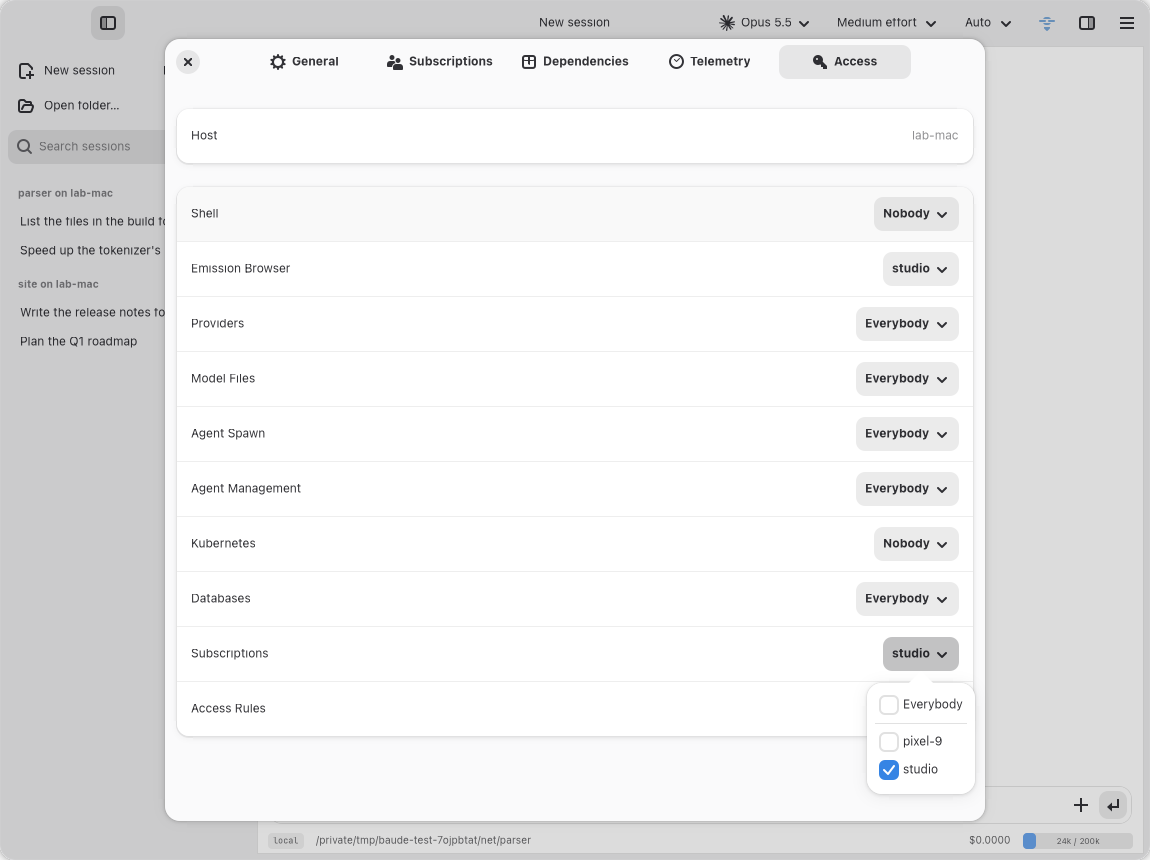 New session
Opus 5.5
Medium effort
Auto
New session
Open folder...
Search sessions
parser on lab-mac
List the files in the build fo
Speed up the tokenizer's
site on lab-mac
Write the release notes fo
Plan the Q1 roadmap
General
Subscriptions
Dependencies
Telemetry
Access
Host
lab-mac
Shell
Nobody
Emission Browser
studio
Providers
Everybody
Model Files
Everybody
Agent Spawn
Everybody
Agent Management
Everybody
Kubernetes
Nobody
Databases
Everybody
Subscriptions
studio
Access Rules
Everybody
pixel-9
studio
local
/private/tmp/baude-test-7ojpbtat/net/parser
$0.0000
24k / 200k